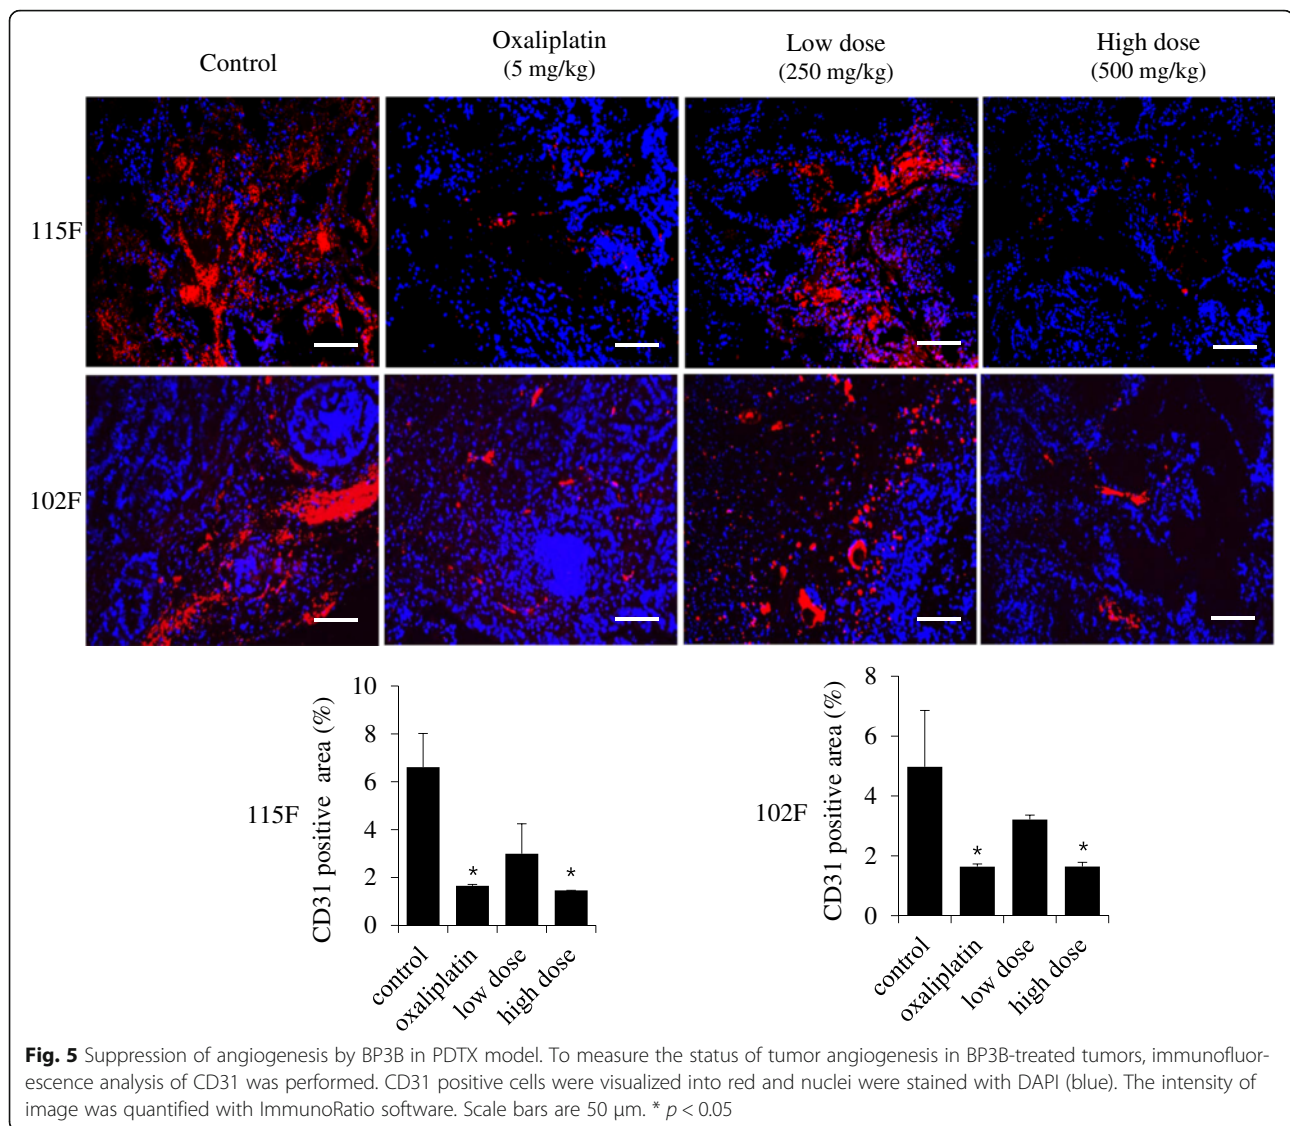 Control
Oxaliplatin
(5 mg/kg)
Low dose
(250 mg/kg)
High dose
(500 mg/kg)
115F
102F
115F
CD31 positive area (%)
10
8
6
4
2
0
*
*
control
oxaliplatin
low dose
high dose
102F
CD31 positive area (%)
8
6
4
2
0
*
*
control
oxaliplatin
low dose
high dose
Fig. 5 Suppression of angiogenesis by BP3B in PDTX model. To measure the status of tumor angiogenesis in BP3B-treated tumors, immunofluor-
escence analysis of CD31 was performed. CD31 positive cells were visualized into red and nuclei were stained with DAPI (blue). The intensity of
image was quantified with ImmunoRatio software. Scale bars are 50 μm. * p < 0.05